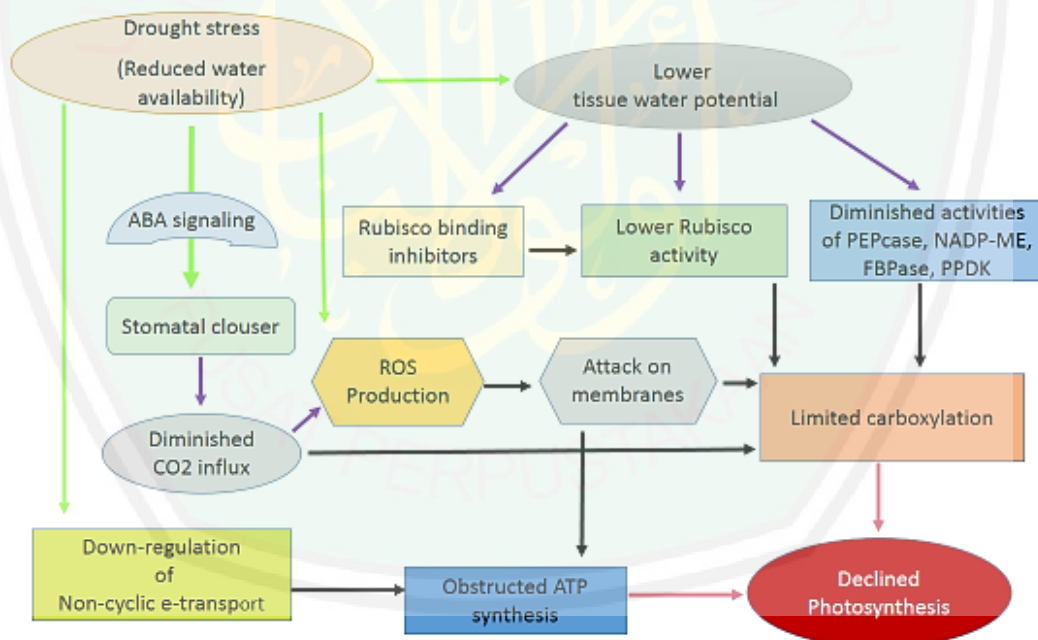 Drought stress
(Reduced water
availability)
Lower
tissue water potential
ABA signaling
Rubisco binding
inhibitors
Lower Rubisco
activity
Diminished activities
of PEPcase, NADP-ME,
FBPase, PPDK
Stomatal clouser
ROS
Production
Attack on
membranes
Limited carboxylation
Diminished
CO2 influx
Down-regulation
of
Non-cyclic e-transport
Obstructed ATP
synthesis
Declined
Photosynthesis
PUSAT PERPUSTAKAAN